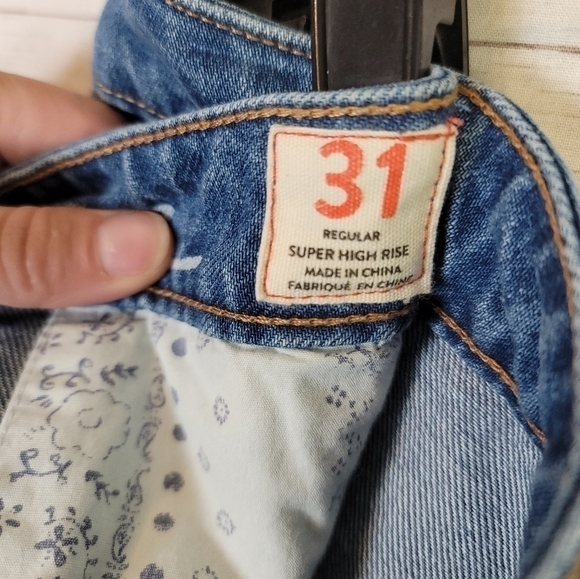 31
REGULAR
SUPER HIGH RISE
MADE IN CHINA
FABRIQUÉ EN CHINE